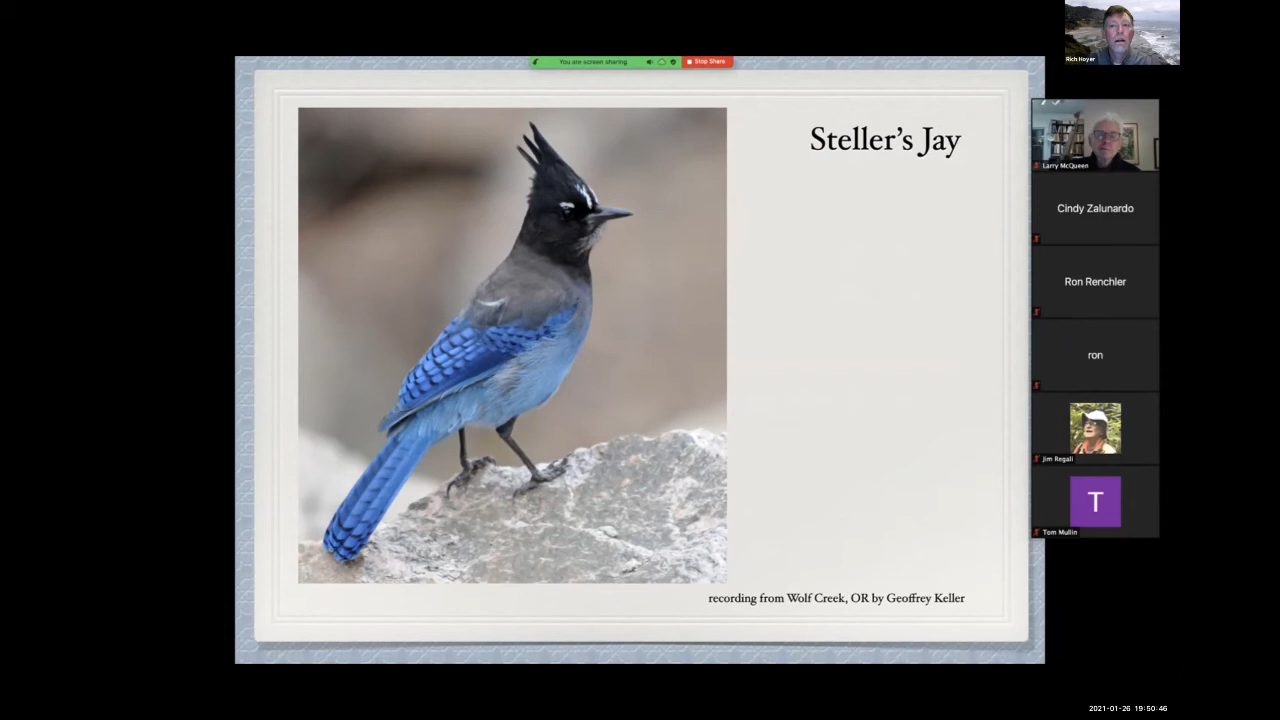 Rich Hoyer
You are screen sharing
Stop Share
Steller's Jay
recording from Wolf Creek, OR by Geoffrey Keller
Larry McQueen
Cindy Zalunardo
Ron Renchler
ron
Jim Regali
T
Tom Mullin
2021-01-26 19:50:46